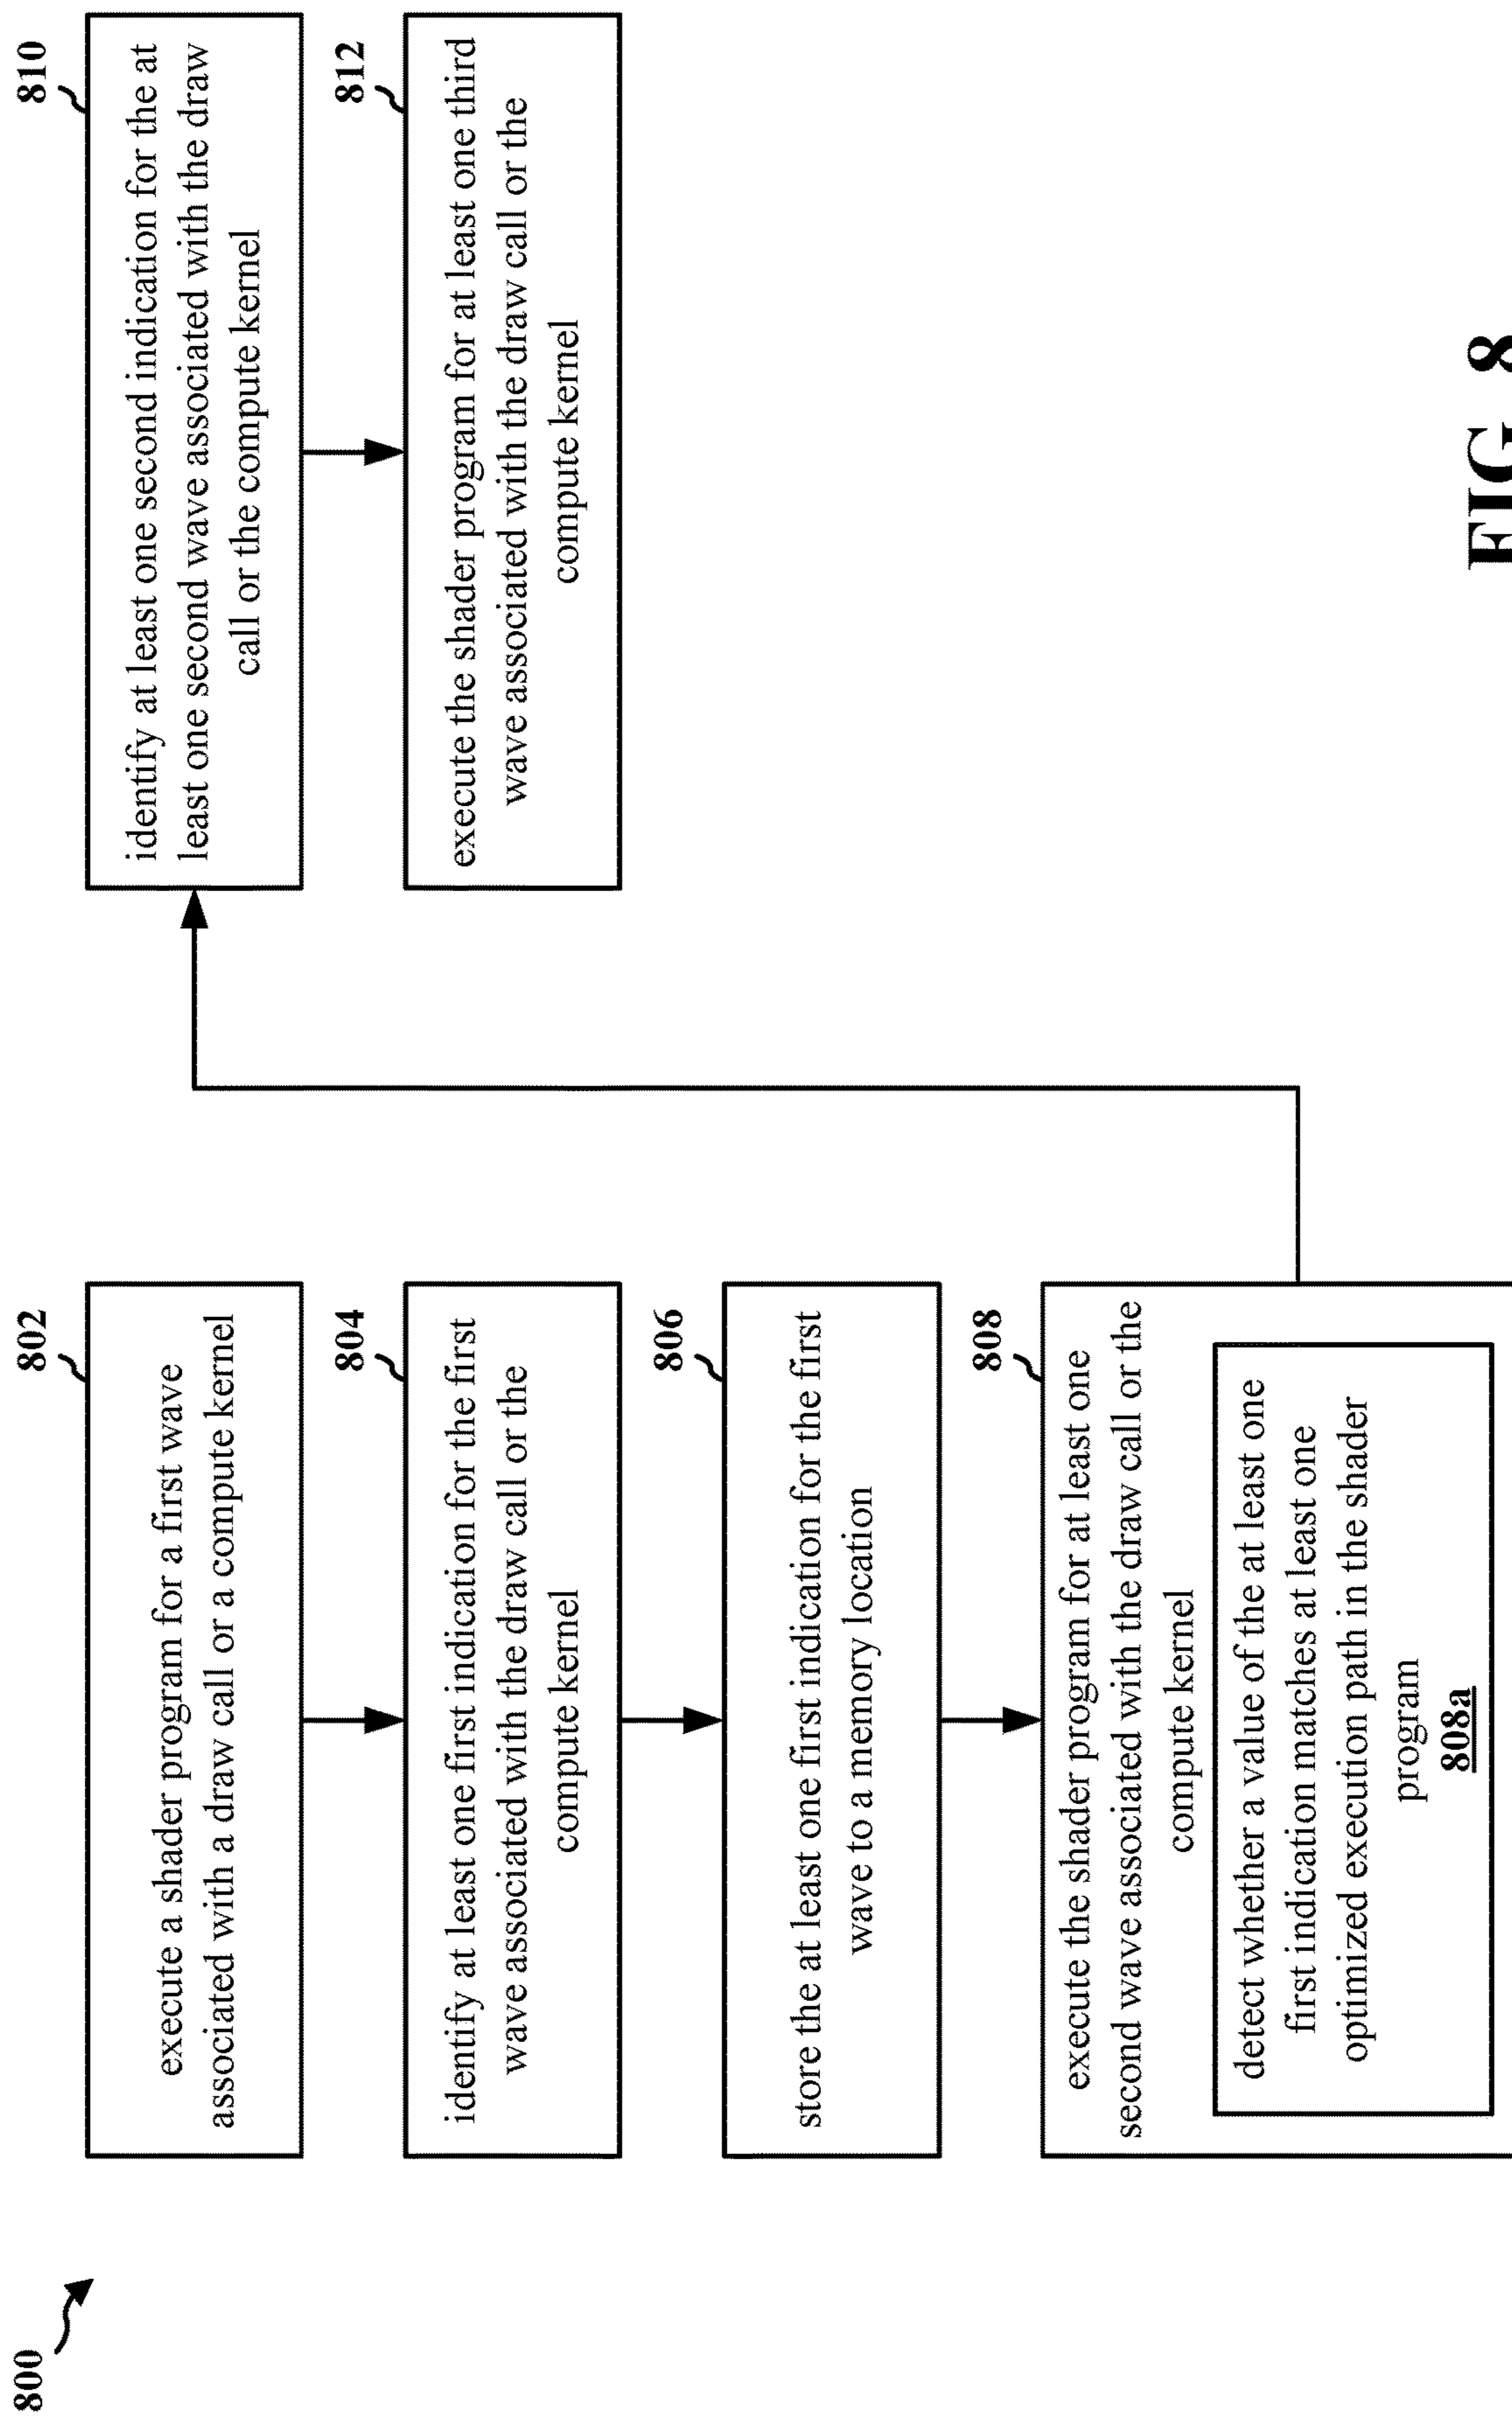 800
802
execute a shader program for a first wave
associated with a draw call or a compute kernel
804
identify at least one first indication for the first
wave associated with the draw call or the
compute kernel
806
store the at least one first indication for the first
wave to a memory location
808
execute the shader program for at least one
second wave associated with the draw call or the
compute kernel
detect whether a value of the at least one
first indication matches at least one
optimized execution path in the shader
program
808a
810
identify at least one second indication for the at
least one second wave associated with the draw
call or the compute kernel
812
execute the shader program for at least one third
wave associated with the draw call or the
compute kernel
FIG. 8